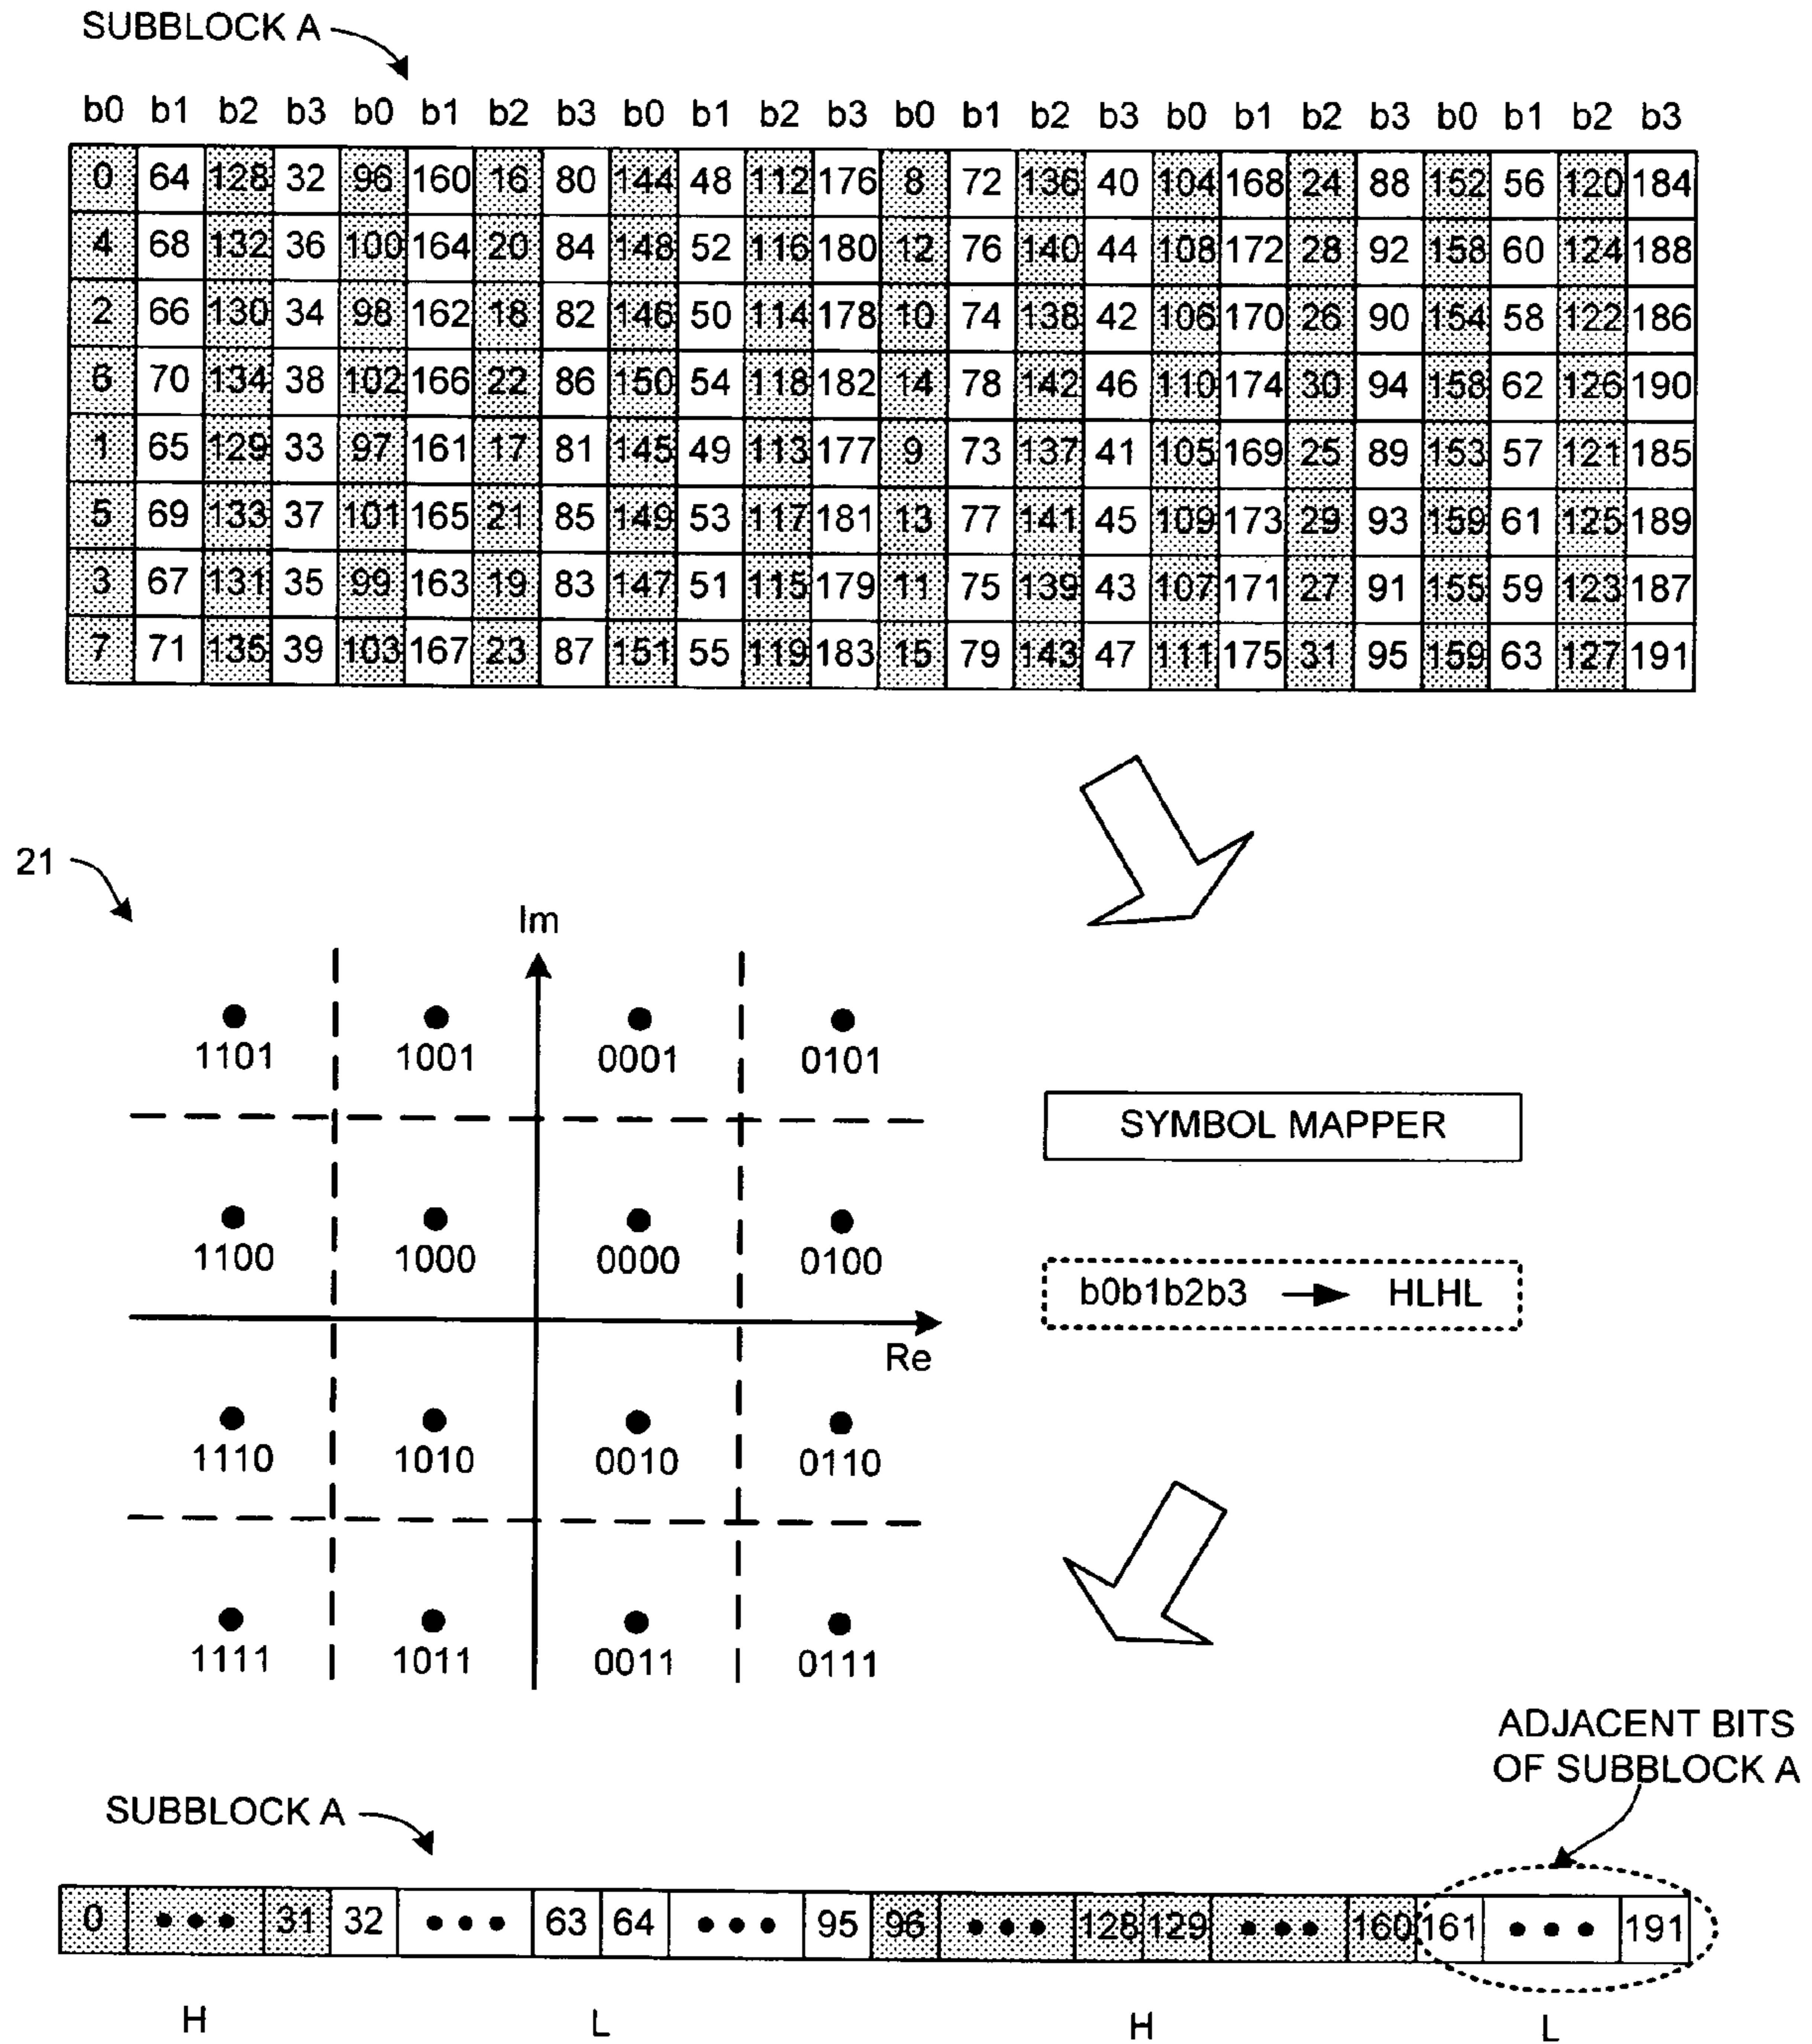 SUBBLOCK A
b0 b1 b2 b3 b0 b1 b2 b3 b0 b1 b2 b3 b0 b1 b2 b3 b0 b1 b2 b3 b0 b1 b2 b3
0 64 128 32 96 160 16 80 144 48 112 176 8 72 136 40 104 168 24 88 152 56 120 184
4 68 132 36 100 164 20 84 148 52 116 180 12 76 140 44 108 172 28 92 158 60 124 188
2 66 130 34 98 162 18 82 146 50 114 178 10 74 138 42 106 170 26 90 154 58 122 186
6 70 134 38 102 166 22 86 150 54 118 182 14 78 142 46 110 174 30 94 158 62 126 190
1 65 129 33 97 161 17 81 145 49 113 177 9 73 137 41 105 169 25 89 153 57 121 185
5 69 133 37 101 165 21 85 149 53 117 181 13 77 141 45 109 173 29 93 159 61 125 189
3 67 131 35 99 163 19 83 147 51 115 179 11 75 139 43 107 171 27 91 155 59 123 187
7 71 135 39 103 167 23 87 151 55 119 183 15 79 143 47 111 175 31 95 159 63 127 191
21
Im
1101 1001 0001 0101
SYMBOL MAPPER
1100 1000 0000 0100
b0b1b2b3 → HLHL
Re
1110 1010 0010 0110
1111 1011 0011 0111
ADJACENT BITS
OF SUBBLOCK A
SUBBLOCK A
0 ••• 31 32 ••• 63 64 ••• 95 96 ••• 128 129 ••• 160 161 ••• 191
H L H L